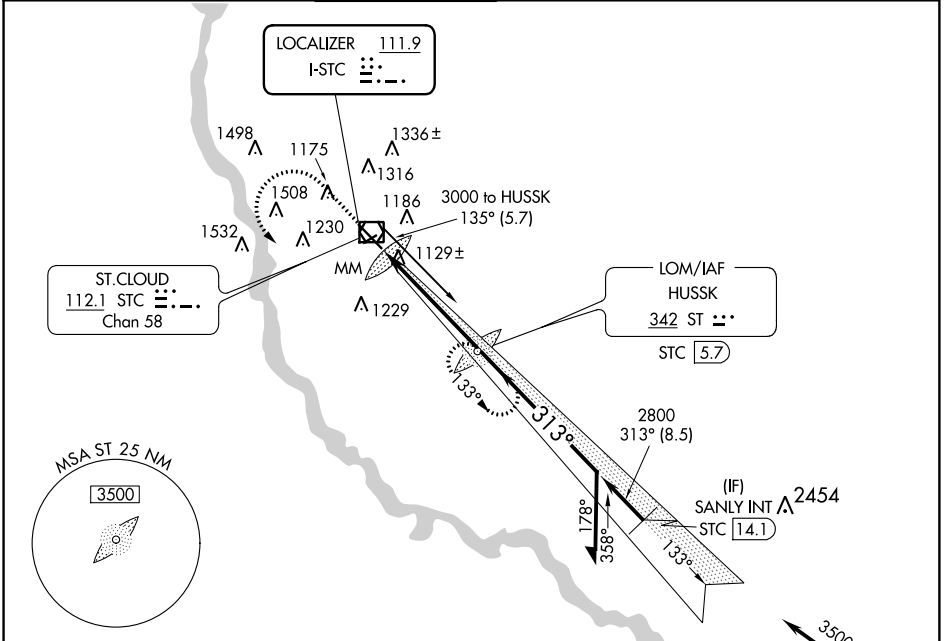 LOCALIZER 111.9
I-STC
1498
1175
1336 ±
1316
1508
1186
3000 to HUSSK
135° (5.7)
1532
1230
MM
1129 ±
ST.CLOUD
112.1 STC
Chan 58
1229
LOM/IAF
HUSSK
342 ST
STC 5.7
133°
313°
2800
313° (8.5)
MSA ST 25 NM
3500
(IF)
SANLY INT 2454
STC 14.1
178°
358°
133°
3500